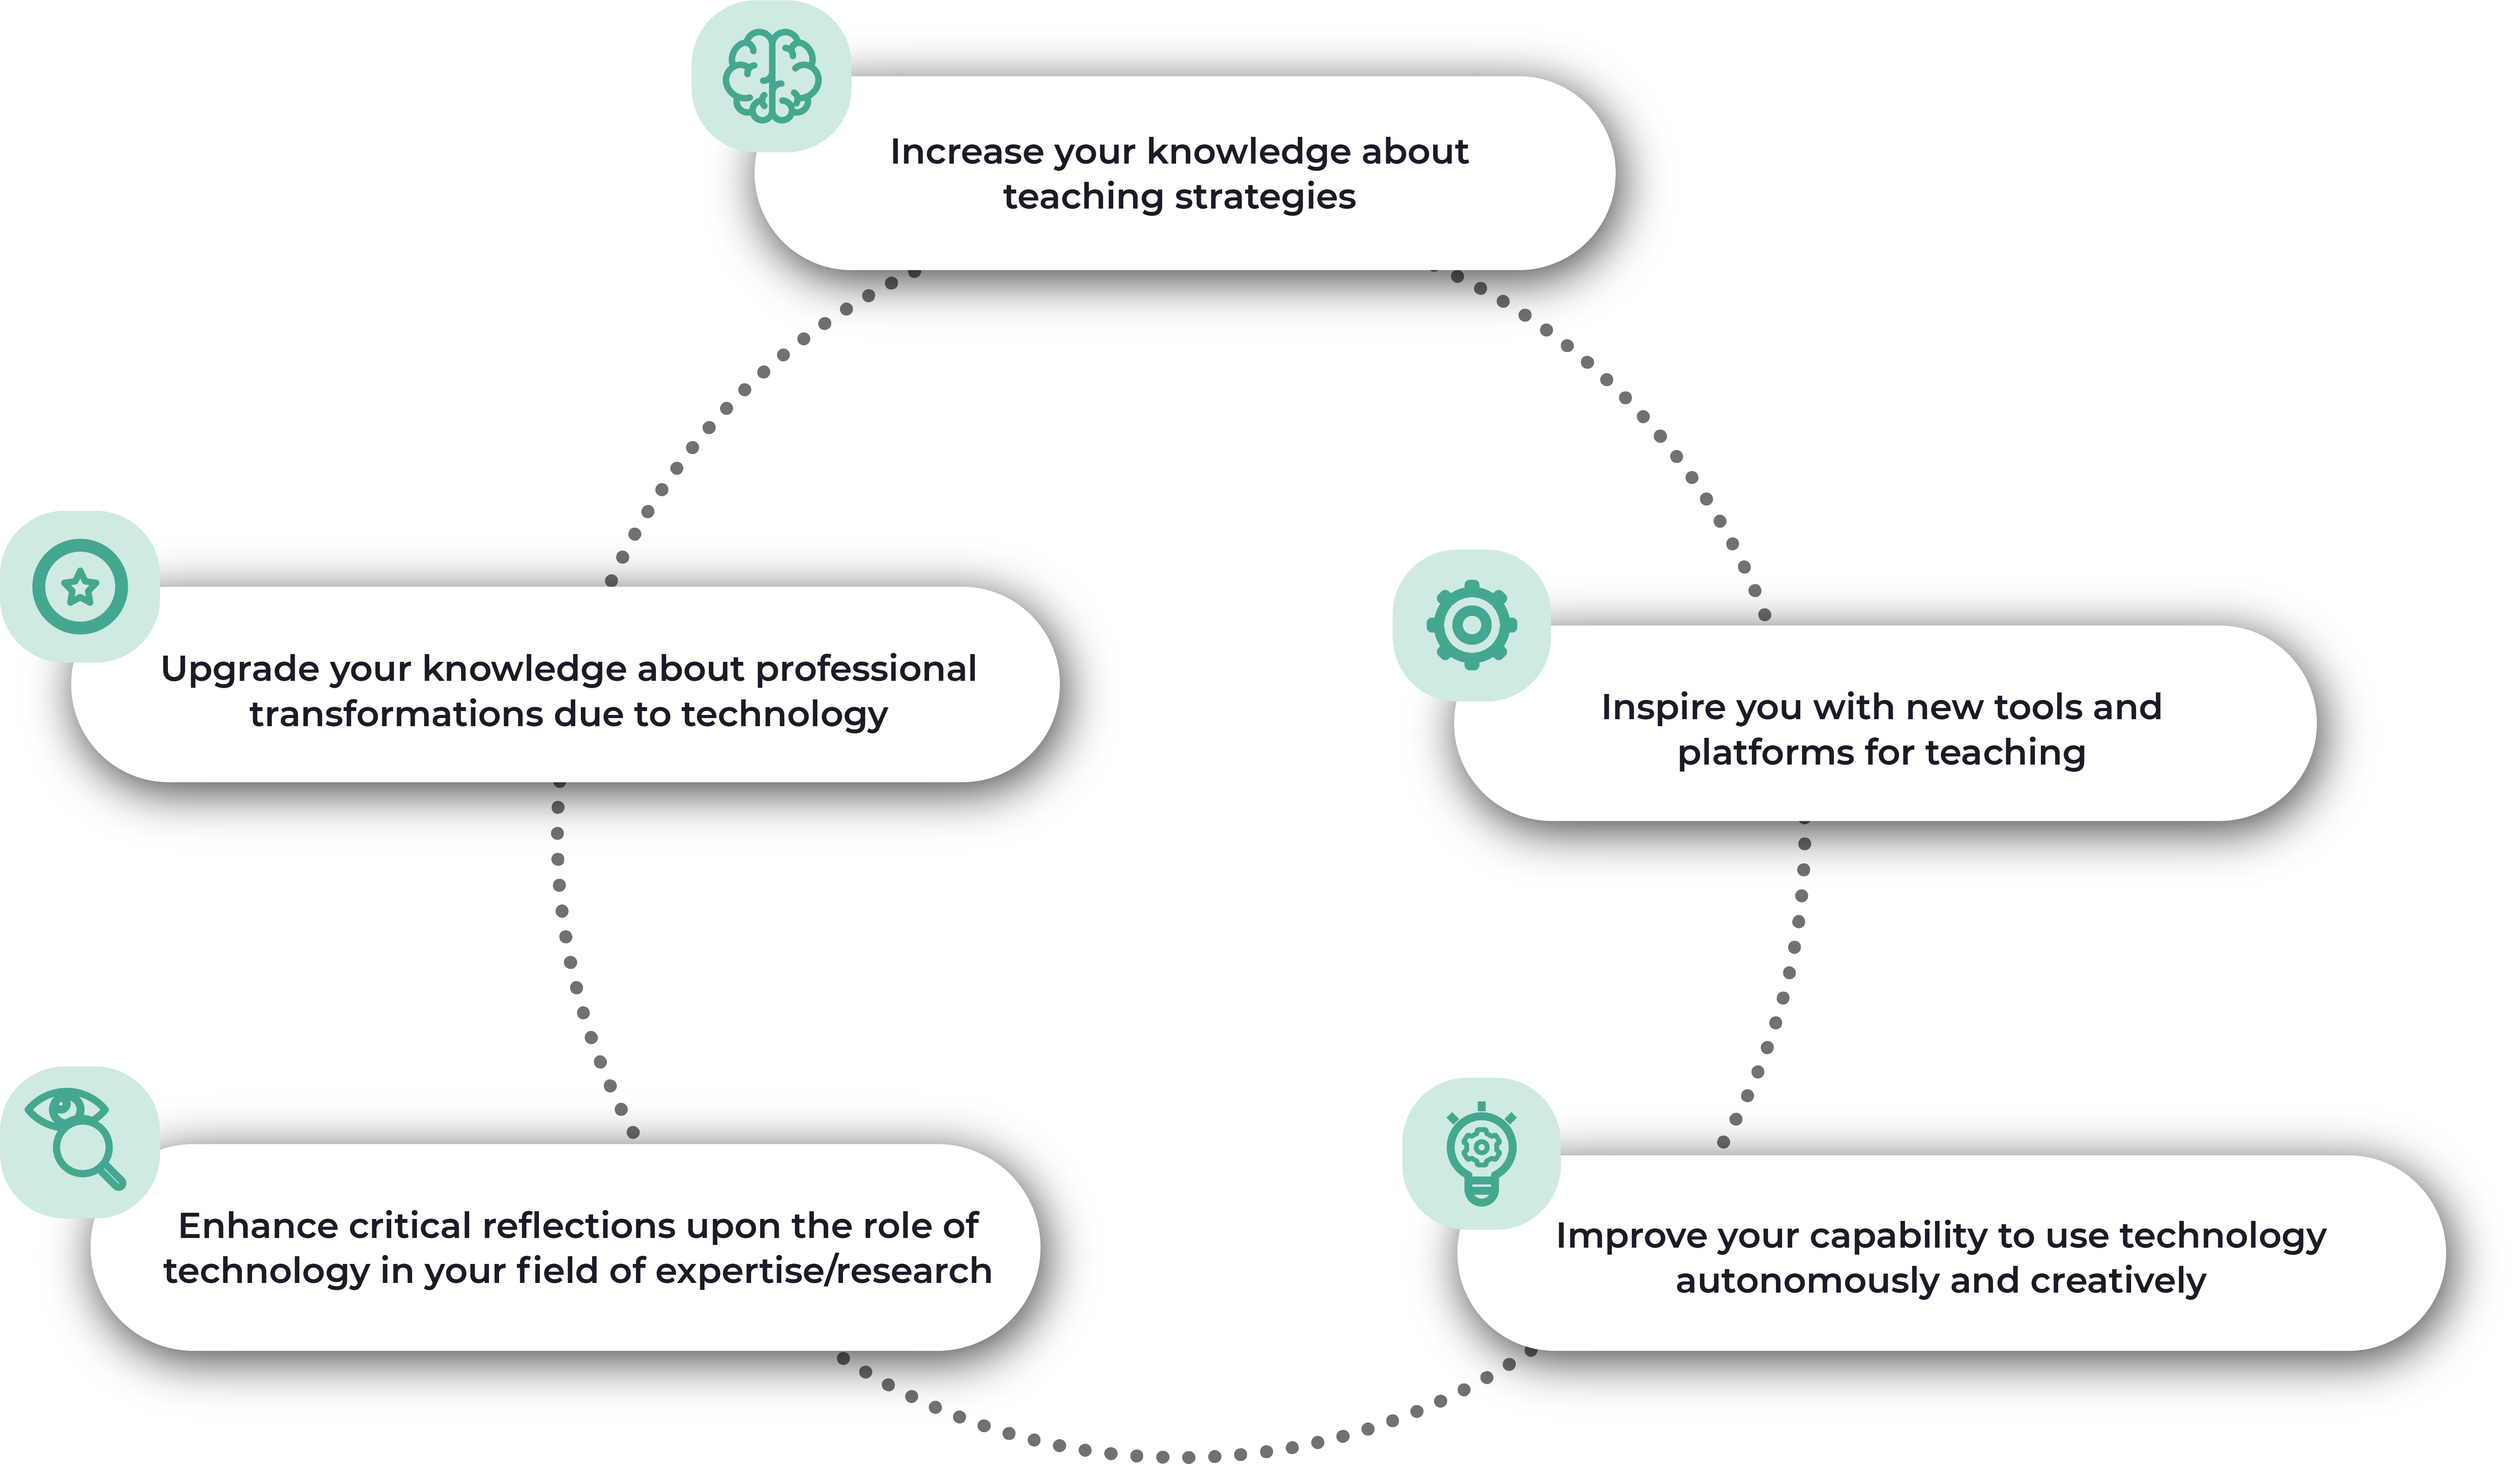 Increase your knowledge about
teaching strategies
Upgrade your knowledge about professional
transformations due to technology
Inspire you with new tools and
platforms for teaching
Enhance critical reflections upon the role of
technology in your field of expertise/research
Improve your capability to use technology
autonomously and creatively